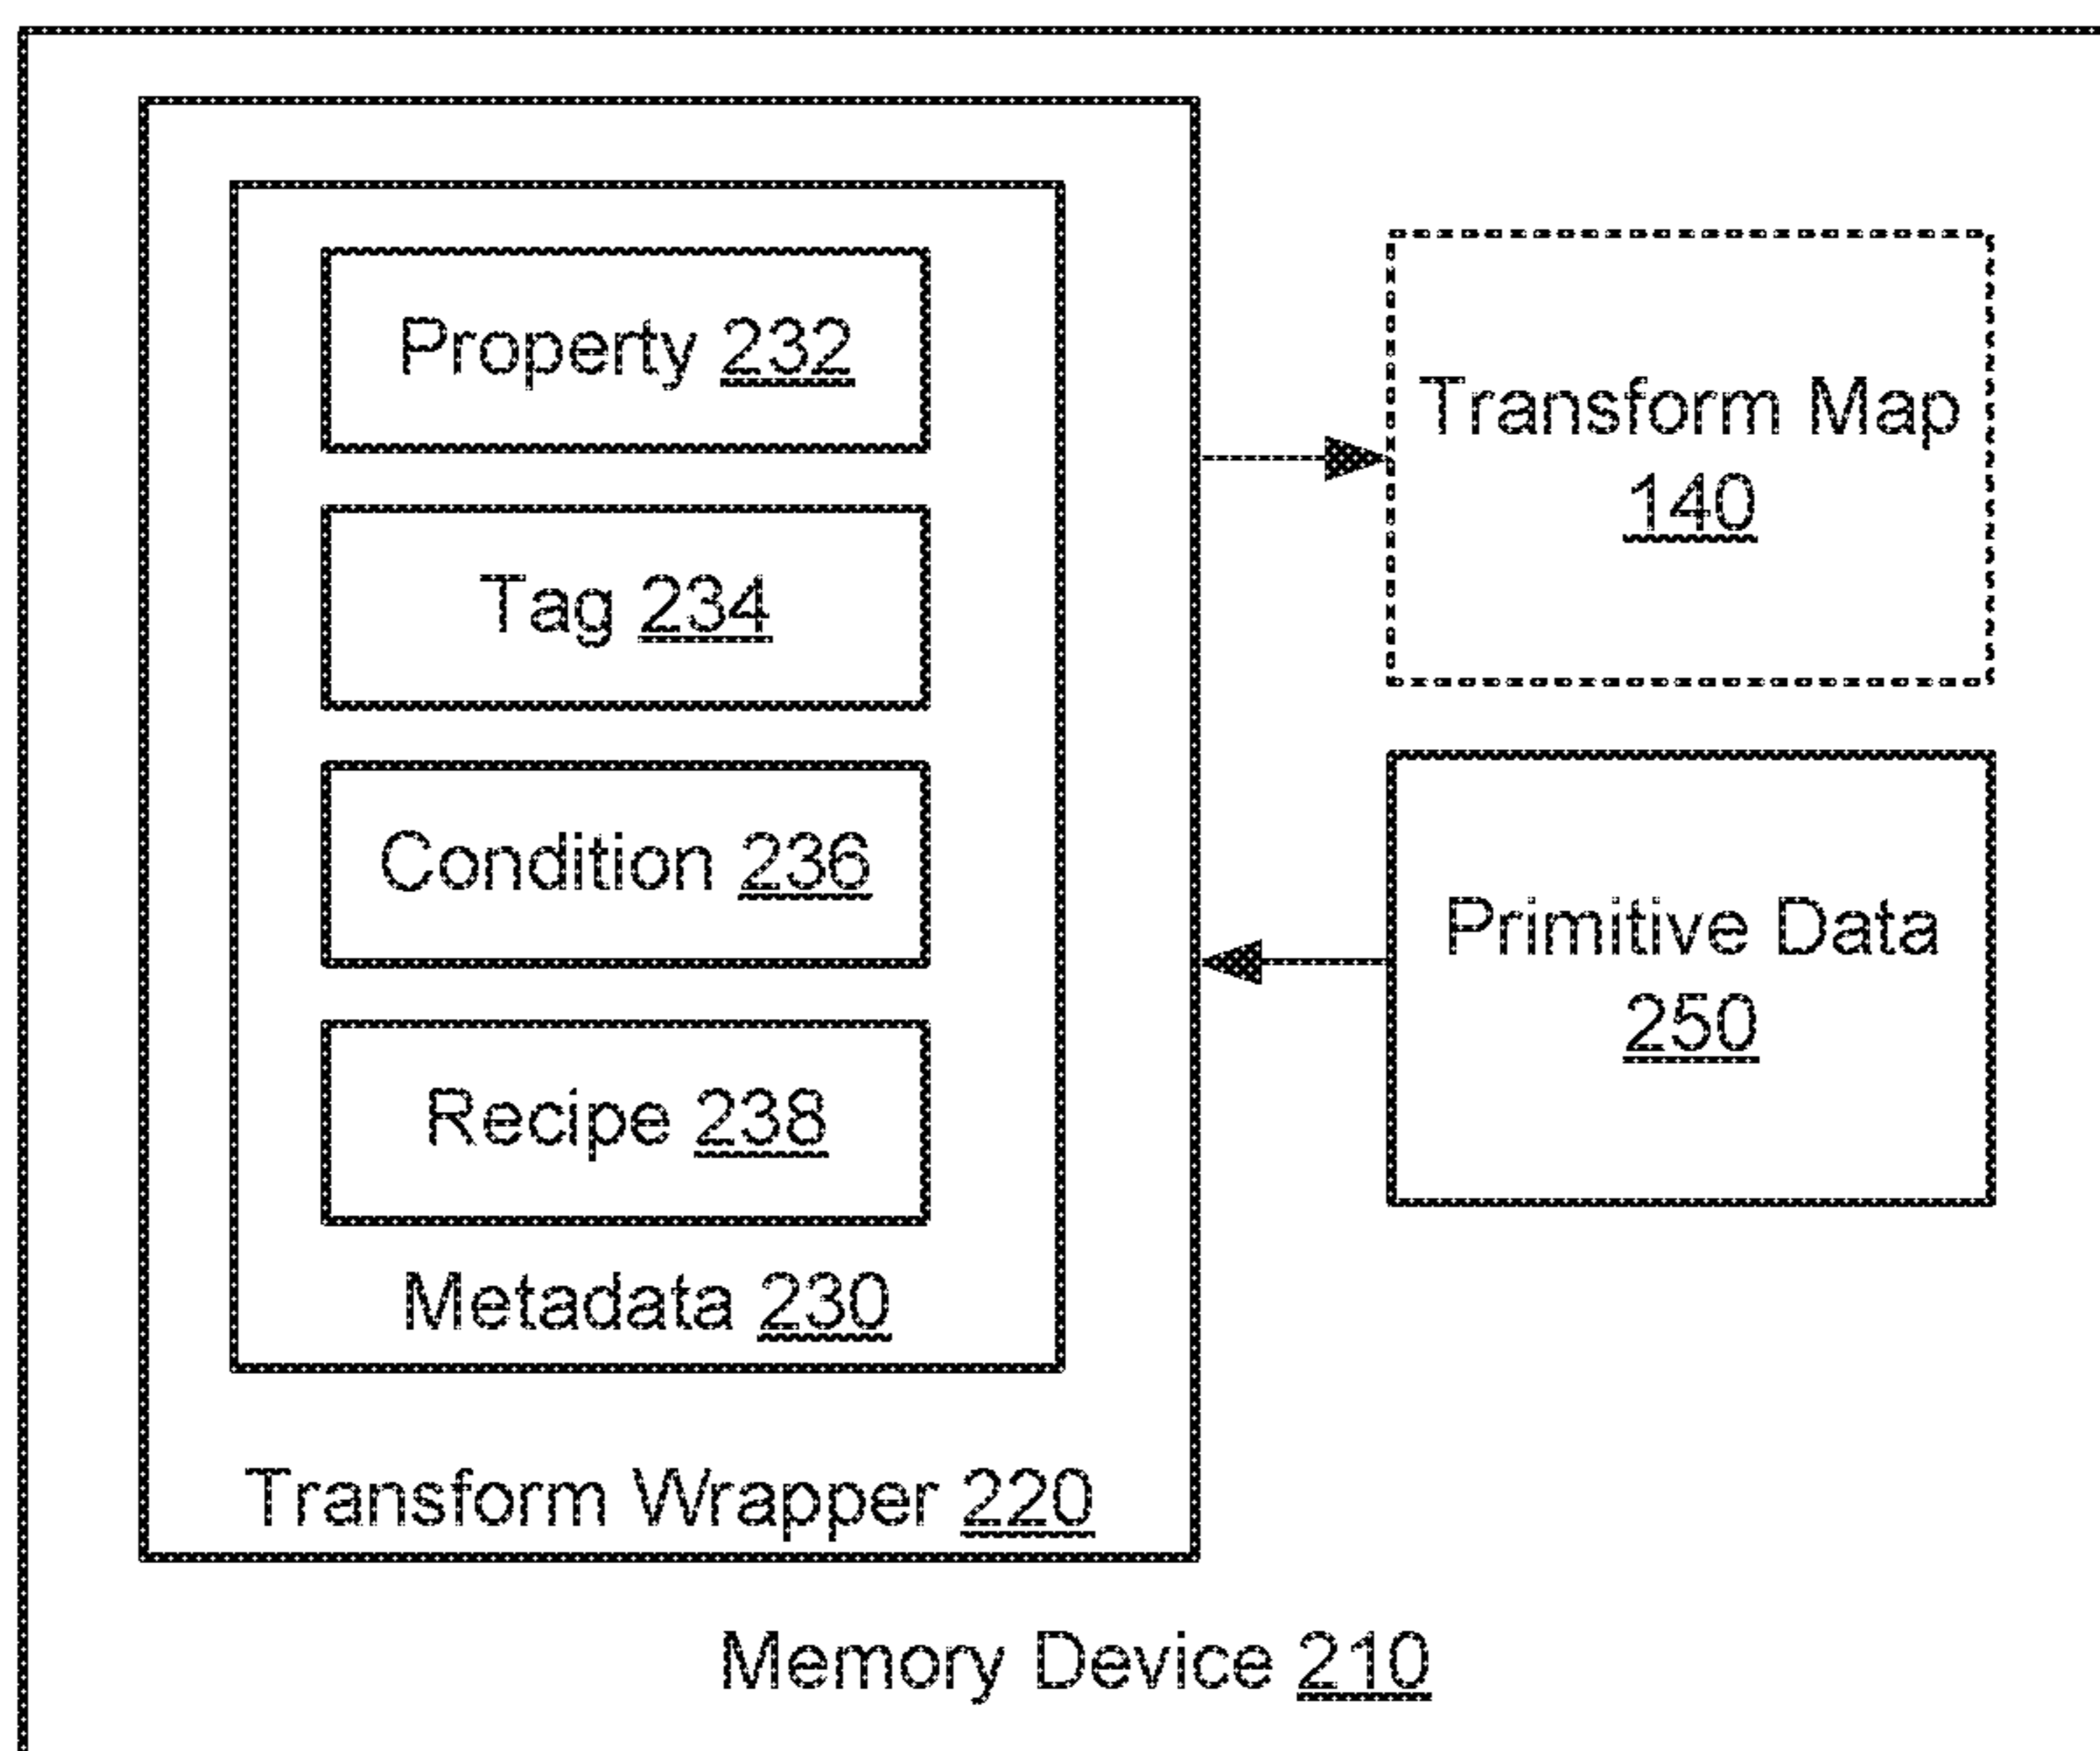 Property 232
Tag 234
Condition 236
Recipe 238
Metadata 230
Transform Wrapper 220
Transform Map
140
Primitive Data
250
Memory Device 210